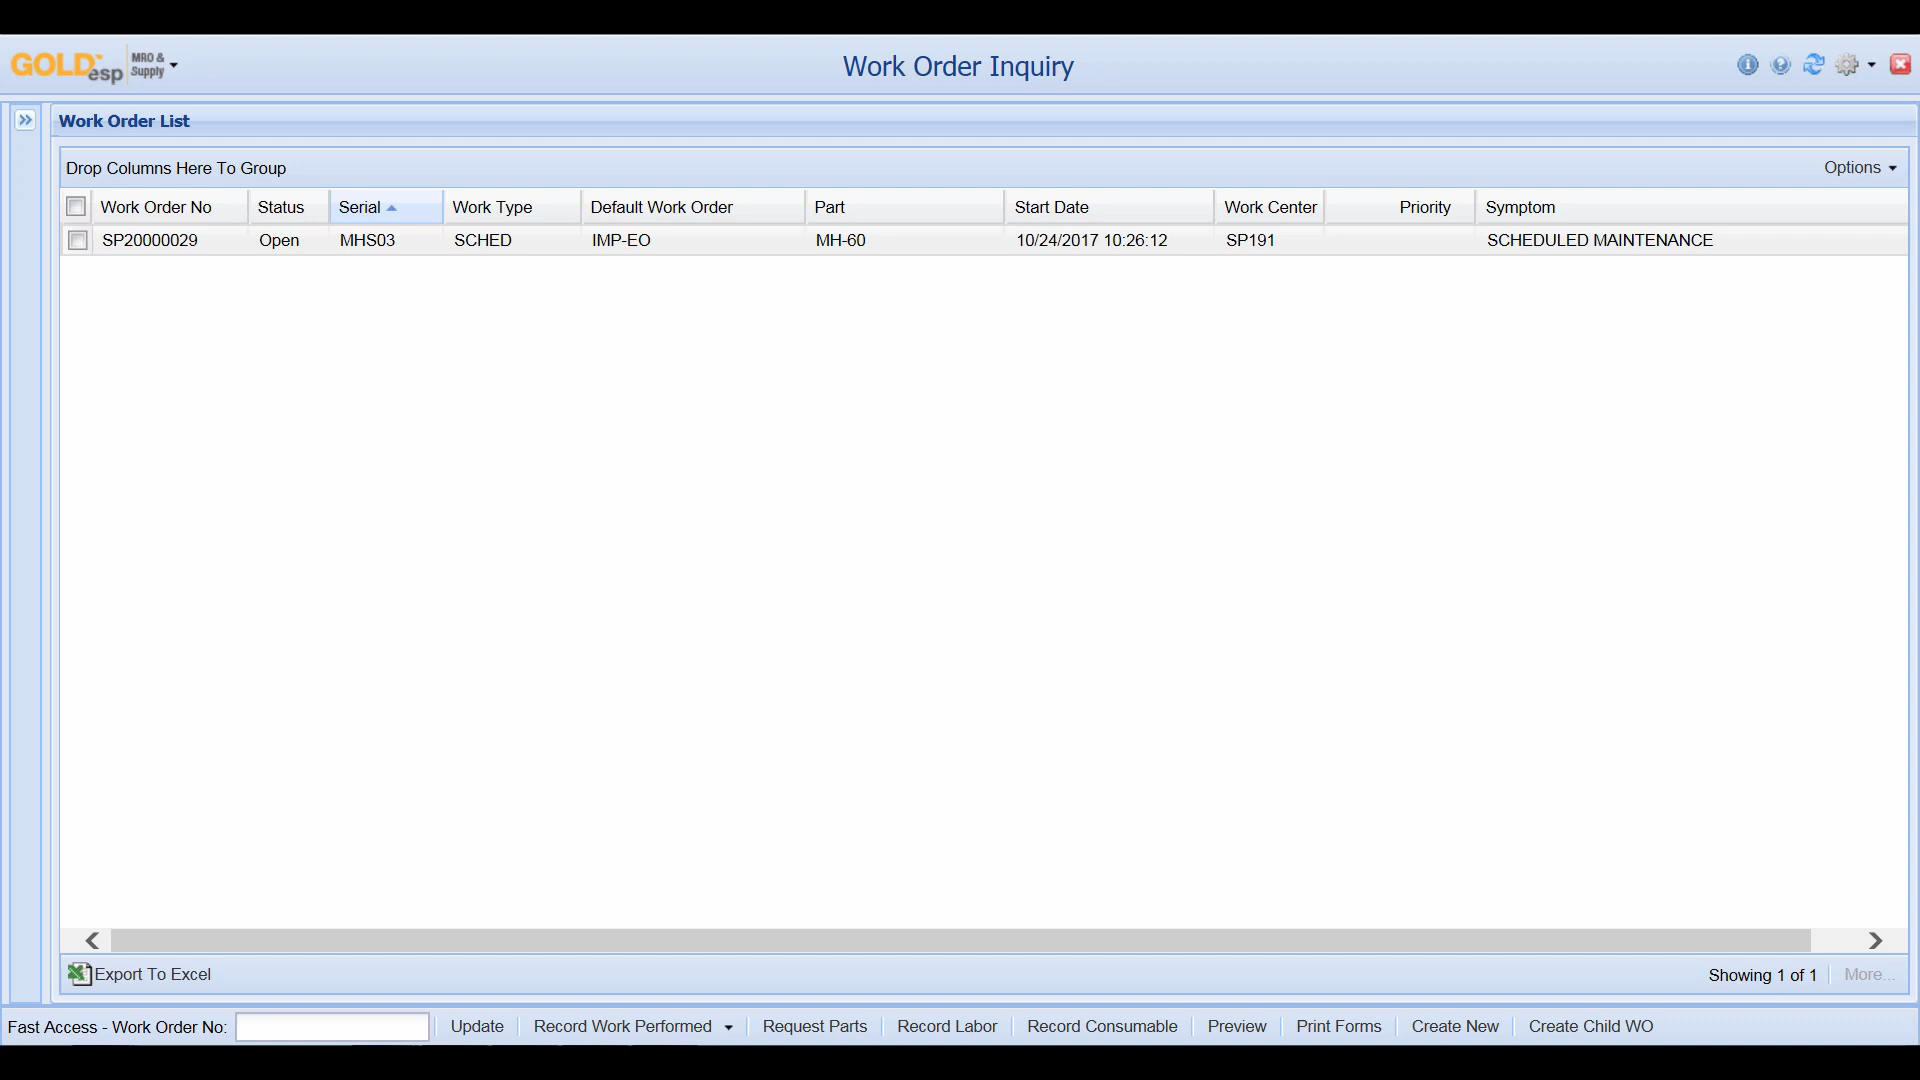 GOLDesp MRO & Supply
Work Order Inquiry
Work Order List
Drop Columns Here To Group Options
Work Order No Status Serial Work Type Default Work Order Part Start Date Work Center Priority Symptom
SP20000029 Open MHS03 SCHED IMP-EO MH-60 10/24/2017 10:26:12 SP191 SCHEDULED MAINTENANCE
Export To Excel Showing 1 of 1 More...
Fast Access - Work Order No: Update Record Work Performed Request Parts Record Labor Record Consumable Preview Print Forms Create New Create Child WO